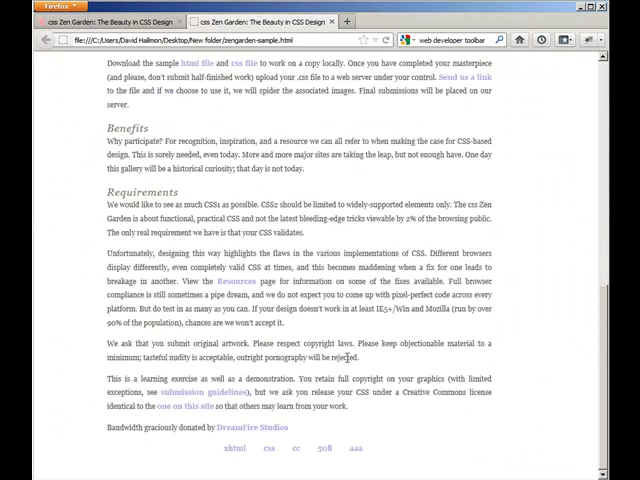 Firefox
css Zen Garden: The Beauty in CSS Design
css Zen Garden: The Beauty in CSS Design
file:///C:/Users/David Hallmon/Desktop/New folder/zengarden-sample.html
web developer toolbar
Download the sample html file and css file to work on a copy locally. Once you have completed your masterpiece
(and please, don't submit half-finished work) upload your .css file to a web server under your control. Send us a link
to the file and if we choose to use it, we will spider the associated images. Final submissions will be placed on our
server.
Benefits
Why participate? For recognition, inspiration, and a resource we can all refer to when making the case for CSS-based
design. This is sorely needed, even today. More and more major sites are taking the leap, but not enough have. One day
this gallery will be a historical curiosity; that day is not today.
Requirements
We would like to see as much CSS1 as possible. CSS2 should be limited to widely-supported elements only. The css Zen
Garden is about functional, practical CSS and not the latest bleeding-edge tricks viewable by 2% of the browsing public.
The only real requirement we have is that your CSS validates.
Unfortunately, designing this way highlights the flaws in the various implementations of CSS. Different browsers
display differently, even completely valid CSS at times, and this becomes maddening when a fix for one leads to
breakage in another. View the Resources page for information on some of the fixes available. Full browser
compliance is still sometimes a pipe dream, and we do not expect you to come up with pixel-perfect code across every
platform. But do test in as many as you can. If your design doesn't work in at least IE5+/Win and Mozilla (run by over
90% of the population), chances are we won't accept it.
We ask that you submit original artwork. Please respect copyright laws. Please keep objectionable material to a
minimum; tasteful nudity is acceptable, outright pornography will be rejected.
This is a learning exercise as well as a demonstration. You retain full copyright on your graphics (with limited
exceptions, see submission guidelines), but we ask you release your CSS under a Creative Commons license
identical to the one on this site so that others may learn from your work.
Bandwidth graciously donated by DreamFire Studios
xhtml css cc 508 aaa